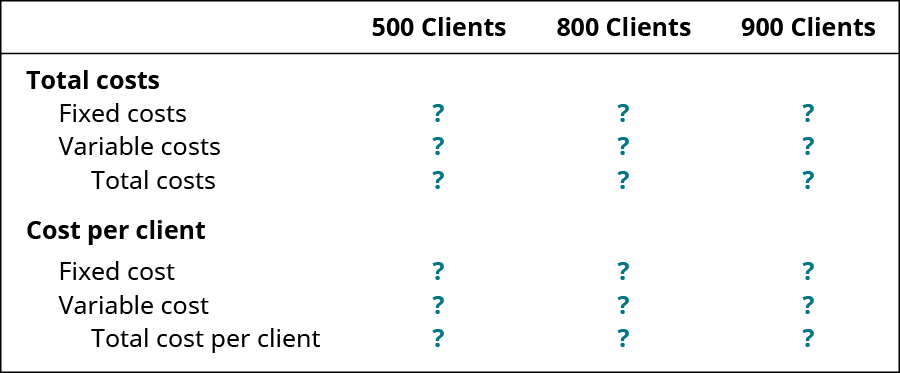 500 Clients 800 Clients 900 Clients
Total costs
Fixed costs ? ? ?
Variable costs ? ? ?
Total costs ? ? ?
Cost per client
Fixed cost ? ? ?
Variable cost ? ? ?
Total cost per client ? ? ?